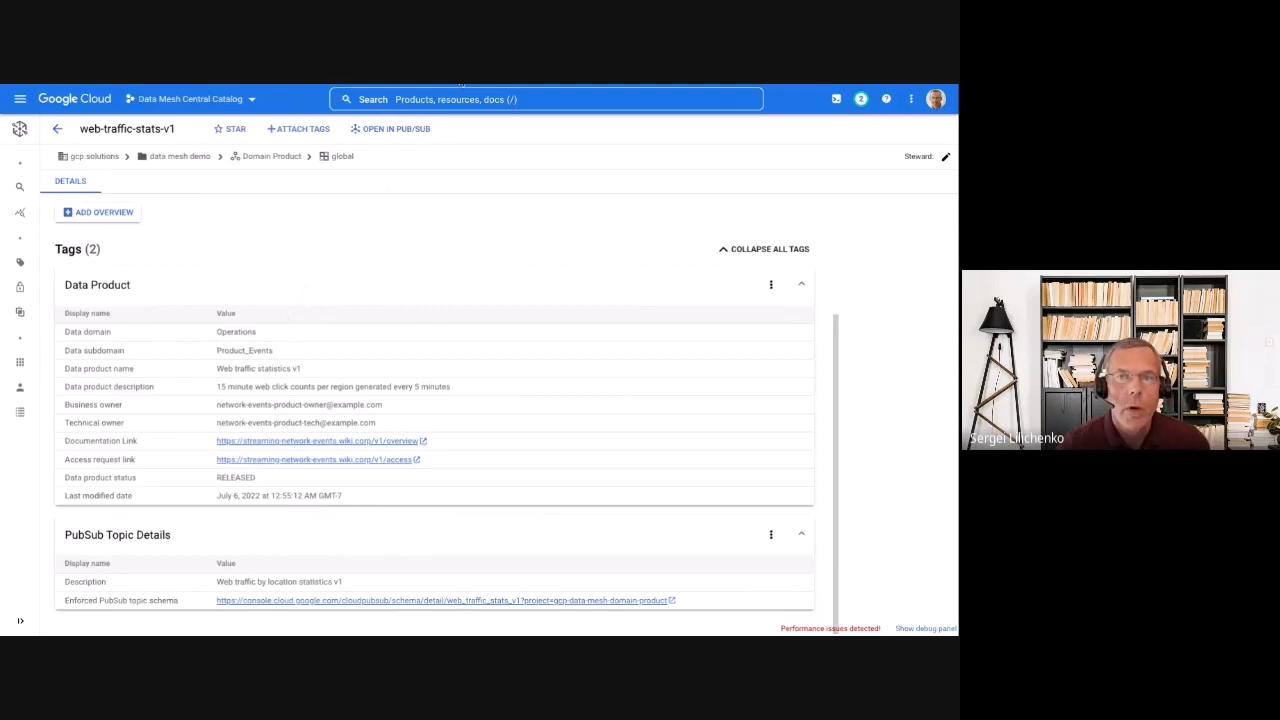 Google Cloud
Data Mesh Central Catalog
Search Products, resources, docs (/)
2
web-traffic-stats-v1
STAR
ATTACH TAGS
OPEN IN PUB/SUB
gcp.solutions
data mesh demo
Domain Product
global
Steward:
DETAILS
ADD OVERVIEW
Tags (2)
COLLAPSE ALL TAGS
Data Product
Display name Value
Data domain Operations
Data subdomain Product_Events
Data product name Web traffic statistics v1
Data product description 15 minute web click counts per region generated every 5 minutes
Business owner network-events-product-owner@example.com
Technical owner network-events-product-tech@example.com
Documentation Link https://streaming-network-events.wiki.corp/v1/overview
Access request link https://streaming-network-events.wiki.corp/v1/access
Data product status RELEASED
Last modified date July 6, 2022 at 12:55:12 AM GMT-7
PubSub Topic Details
Display name Value
Description Web traffic by location statistics v1
Enforced PubSub topic schema https://console.cloud.google.com/cloudpubsub/schema/detail/web_traffic_stats_v1?project=gcp-data-mesh-domain-product
Performance issues detected! Show debug panel
Sergei Lilichenko